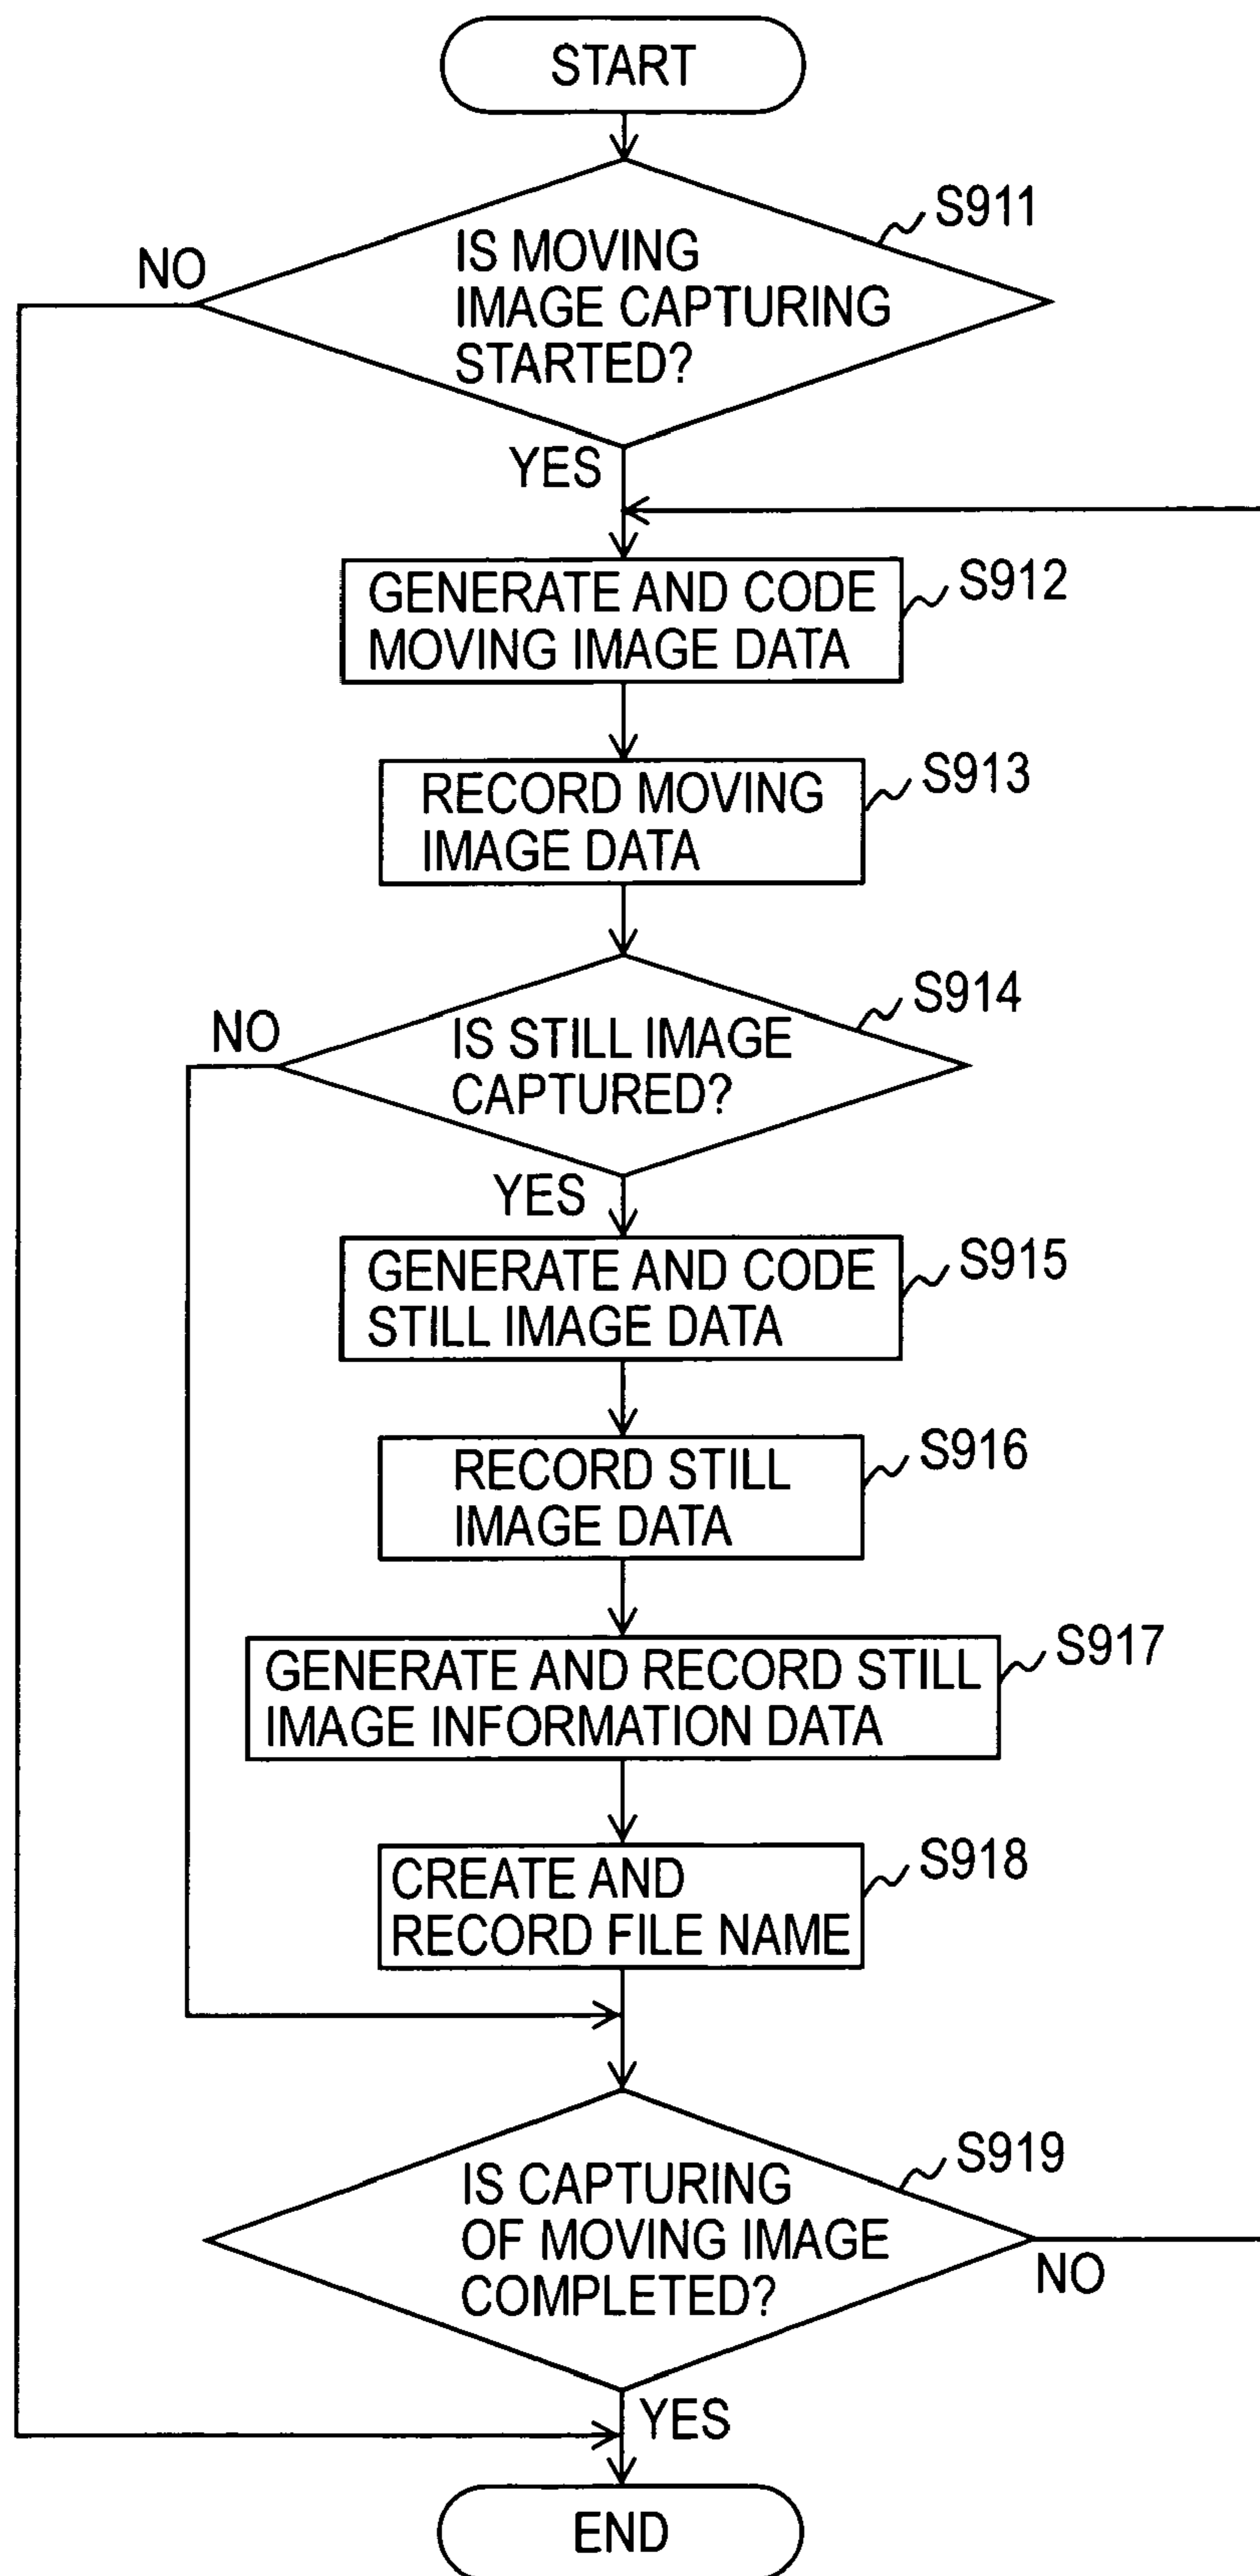 START
S911
NO
IS MOVING
IMAGE CAPTURING
STARTED?
YES
S912
GENERATE AND CODE
MOVING IMAGE DATA
S913
RECORD MOVING
IMAGE DATA
S914
NO
IS STILL IMAGE
CAPTURED?
YES
S915
GENERATE AND CODE
STILL IMAGE DATA
S916
RECORD STILL
IMAGE DATA
S917
GENERATE AND RECORD STILL
IMAGE INFORMATION DATA
S918
CREATE AND
RECORD FILE NAME
S919
IS CAPTURING
OF MOVING IMAGE
COMPLETED?
NO
YES
END